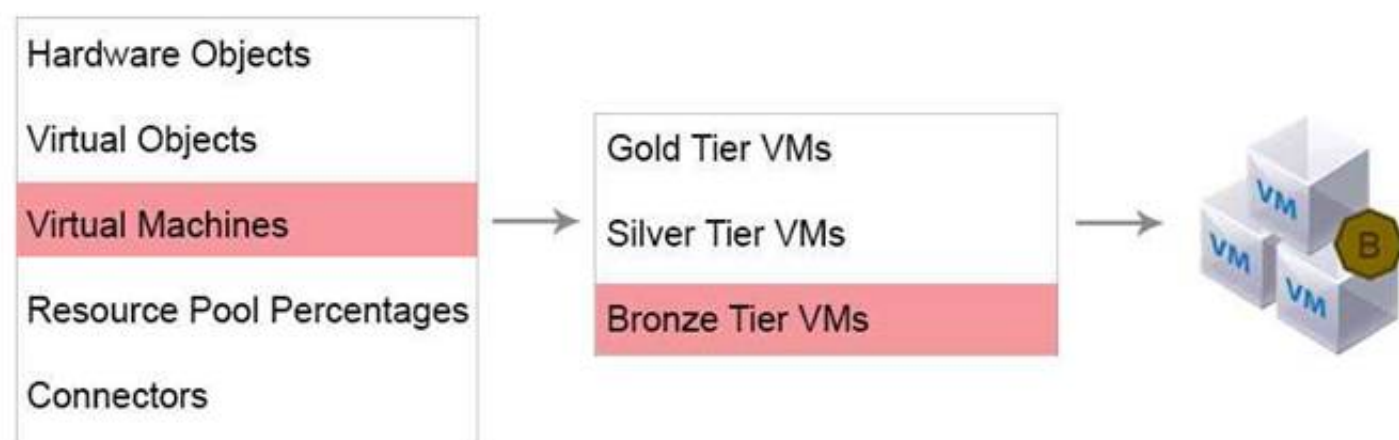 Hardware Objects
Virtual Objects
Virtual Machines
Resource Pool Percentages
Connectors
Gold Tier VMs
Silver Tier VMs
Bronze Tier VMs
VM
VM
VM
B